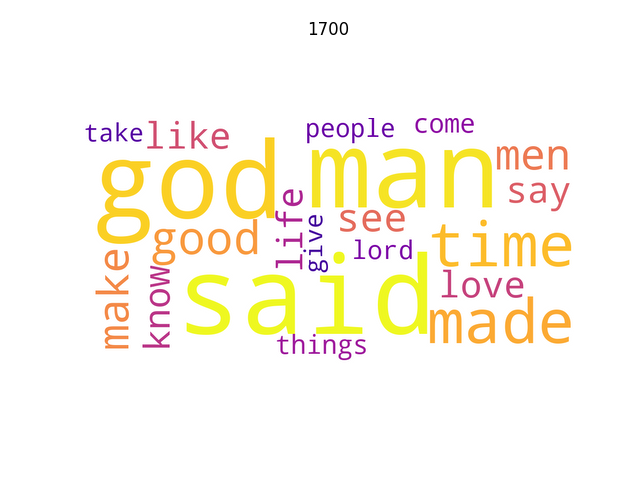 1700
take
like
people
come
god
man
men
say
life
see
good
give
lord
time
make
know
said
love
made
things